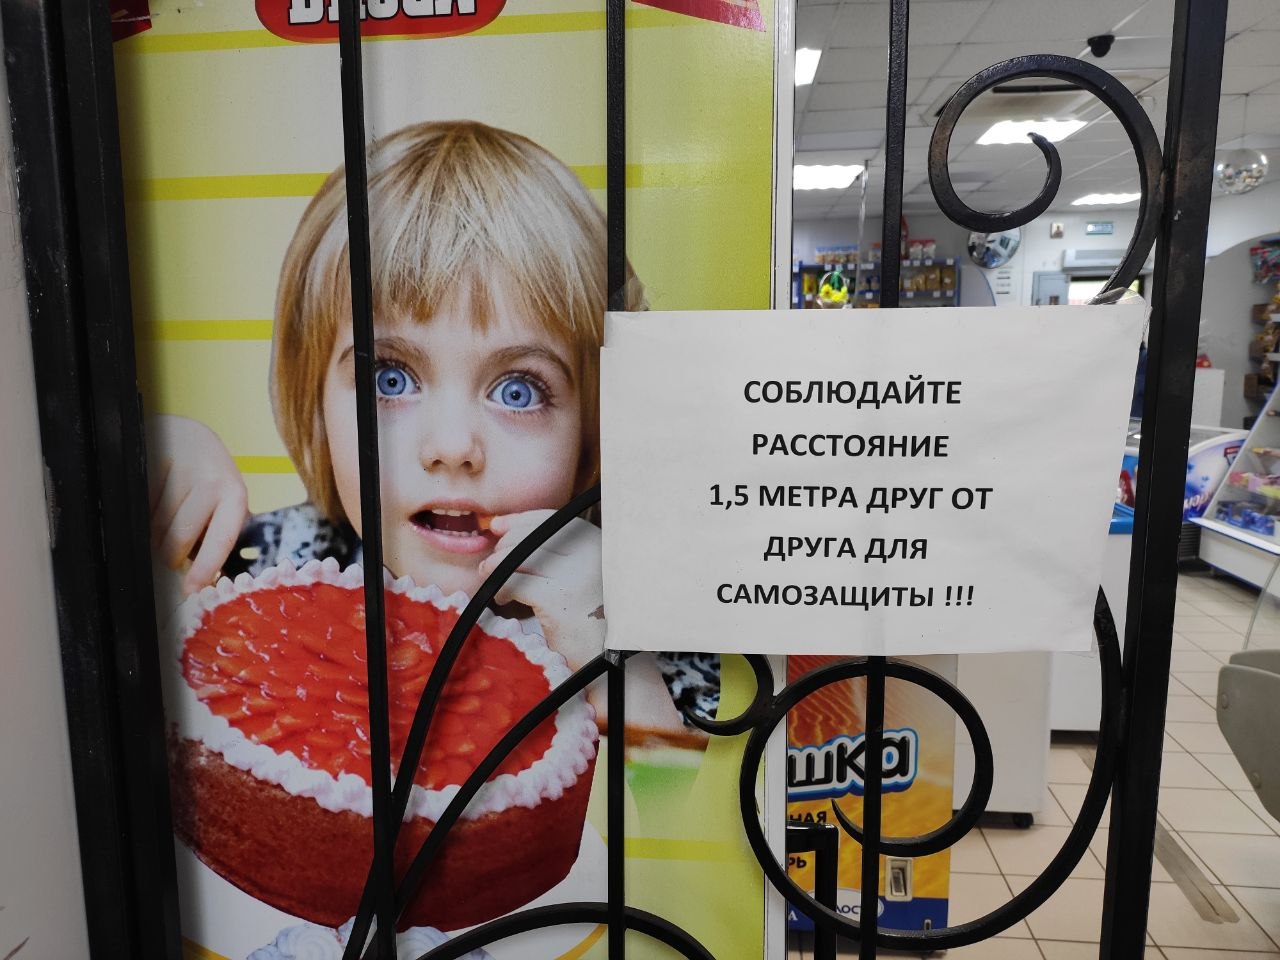 СОБЛЮДАЙТЕ
РАССТОЯНИЕ
1,5 МЕТРА ДРУГ ОТ
ДРУГА ДЛЯ
САМОЗАЩИТЫ !!!
шка